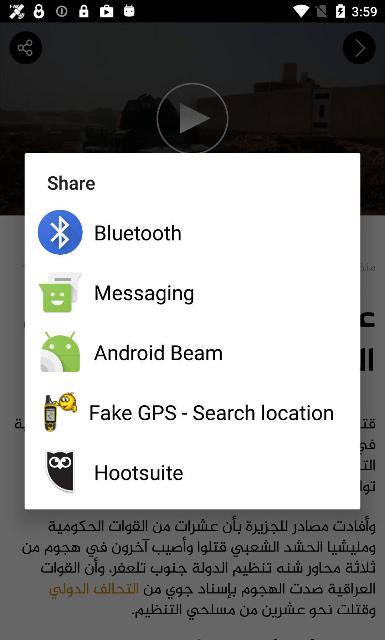 3:59
Share
Bluetooth
Messaging
Android Beam
Fake GPS - Search location
Hootsuite
وأفادت مصادر للجزيرة بأن عشرات من القوات الحكومية
ومليشيا الحشد الشعبي قتلوا وأصيب آخرون في هجوم من
ثلاثة محاور شنه تنظيم الدولة جنوب تلعفر، وأن القوات
العراقية صدت الهجوم بإسناد جوي من التحالف الدولي
وقتلت نحو عشرين من مسلحي التنظيم.